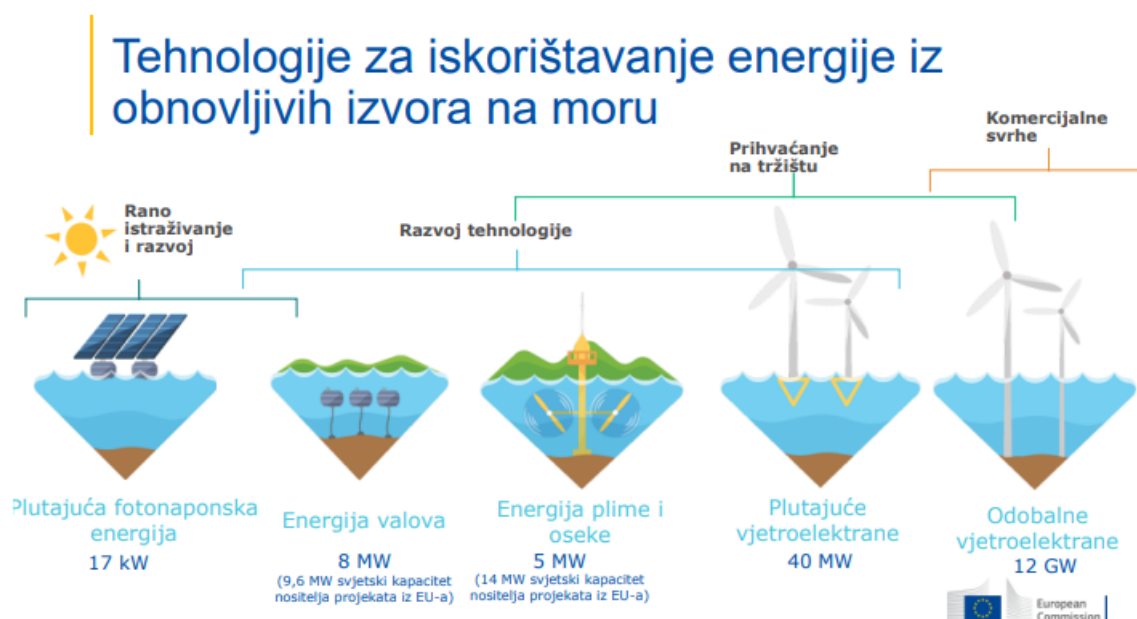 Tehnologije za iskorištavanje energije iz
obnovljivih izvora na moru
Komercijalne
svrhe
Prihvaćanje
na tržištu
Rano
istraživanje
i razvoj
Razvoj tehnologije
Plutajuća fotonaponska
energija
17 kW
Energija valova
8 MW
(9,6 MW svjetski kapacitet
nositelja projekata iz EU-a)
Energija plime i
oseke
5 MW
(14 MW svjetski kapacitet
nositelja projekata iz EU-a)
Plutajuće
vjetroelektrane
40 MW
Odobalne
vjetroelektrane
12 GW
European
Commission